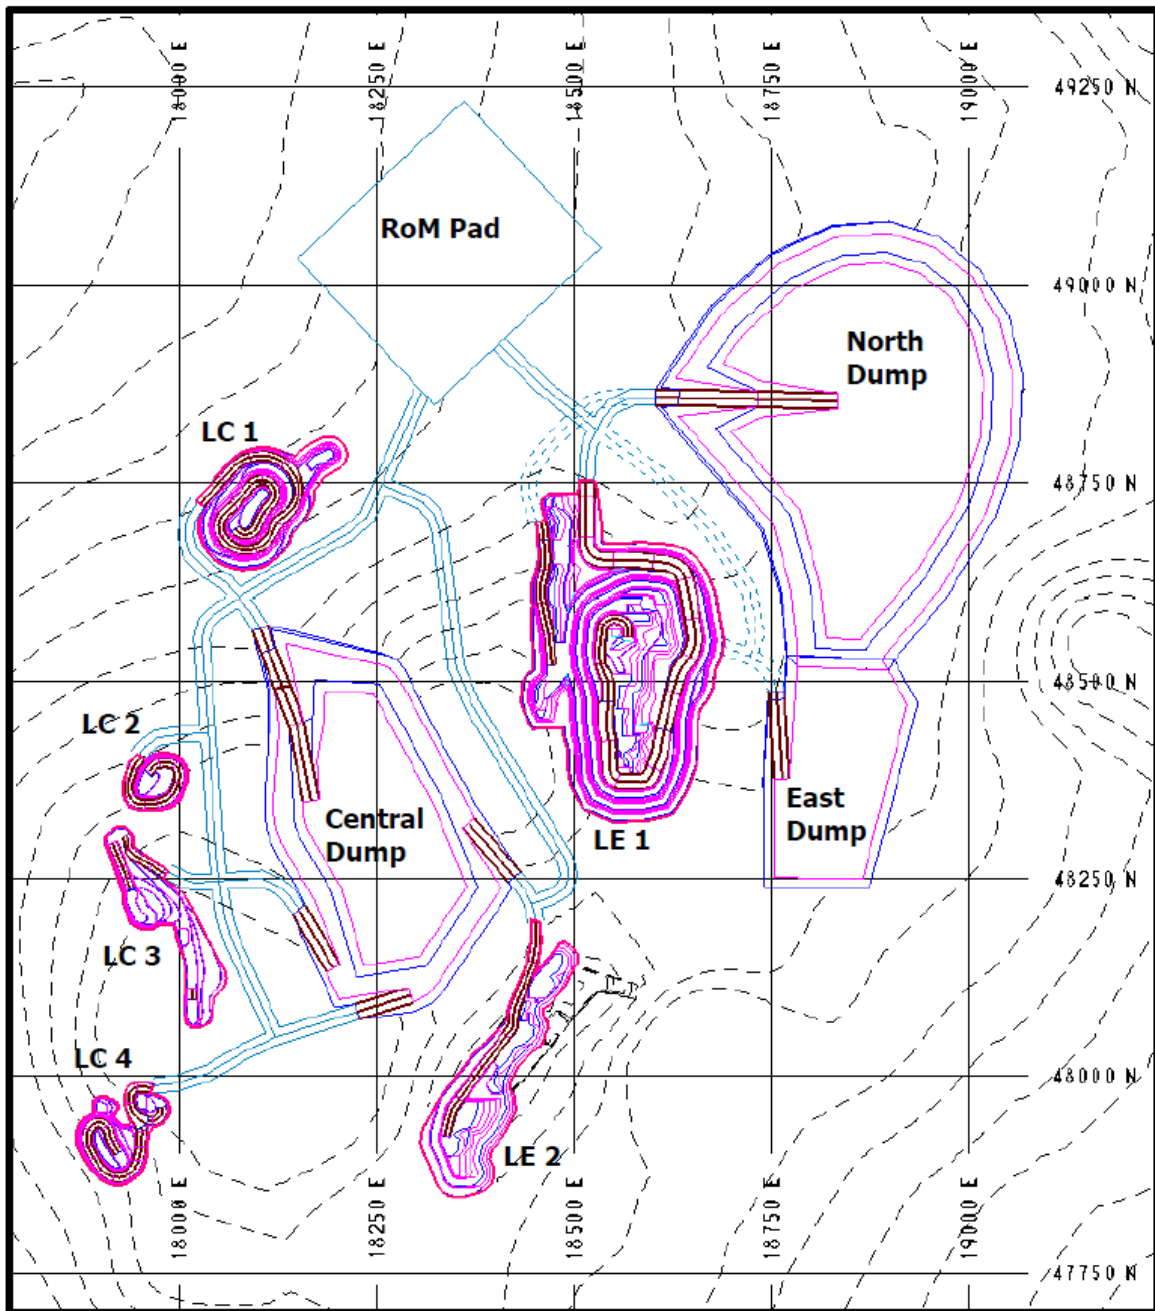 18000 E
18250 E
18500 E
18750 E
19000 E
49250 N
RoM Pad
49000 N
North
Dump
LC 1
48750 N
48500 N
LC 2
Central
Dump
East
Dump
LE 1
48250 N
LC 3
LC 4
48000 N
LE 2
18000 E
18250 E
18500 E
18750 E
19000 E
47750 N